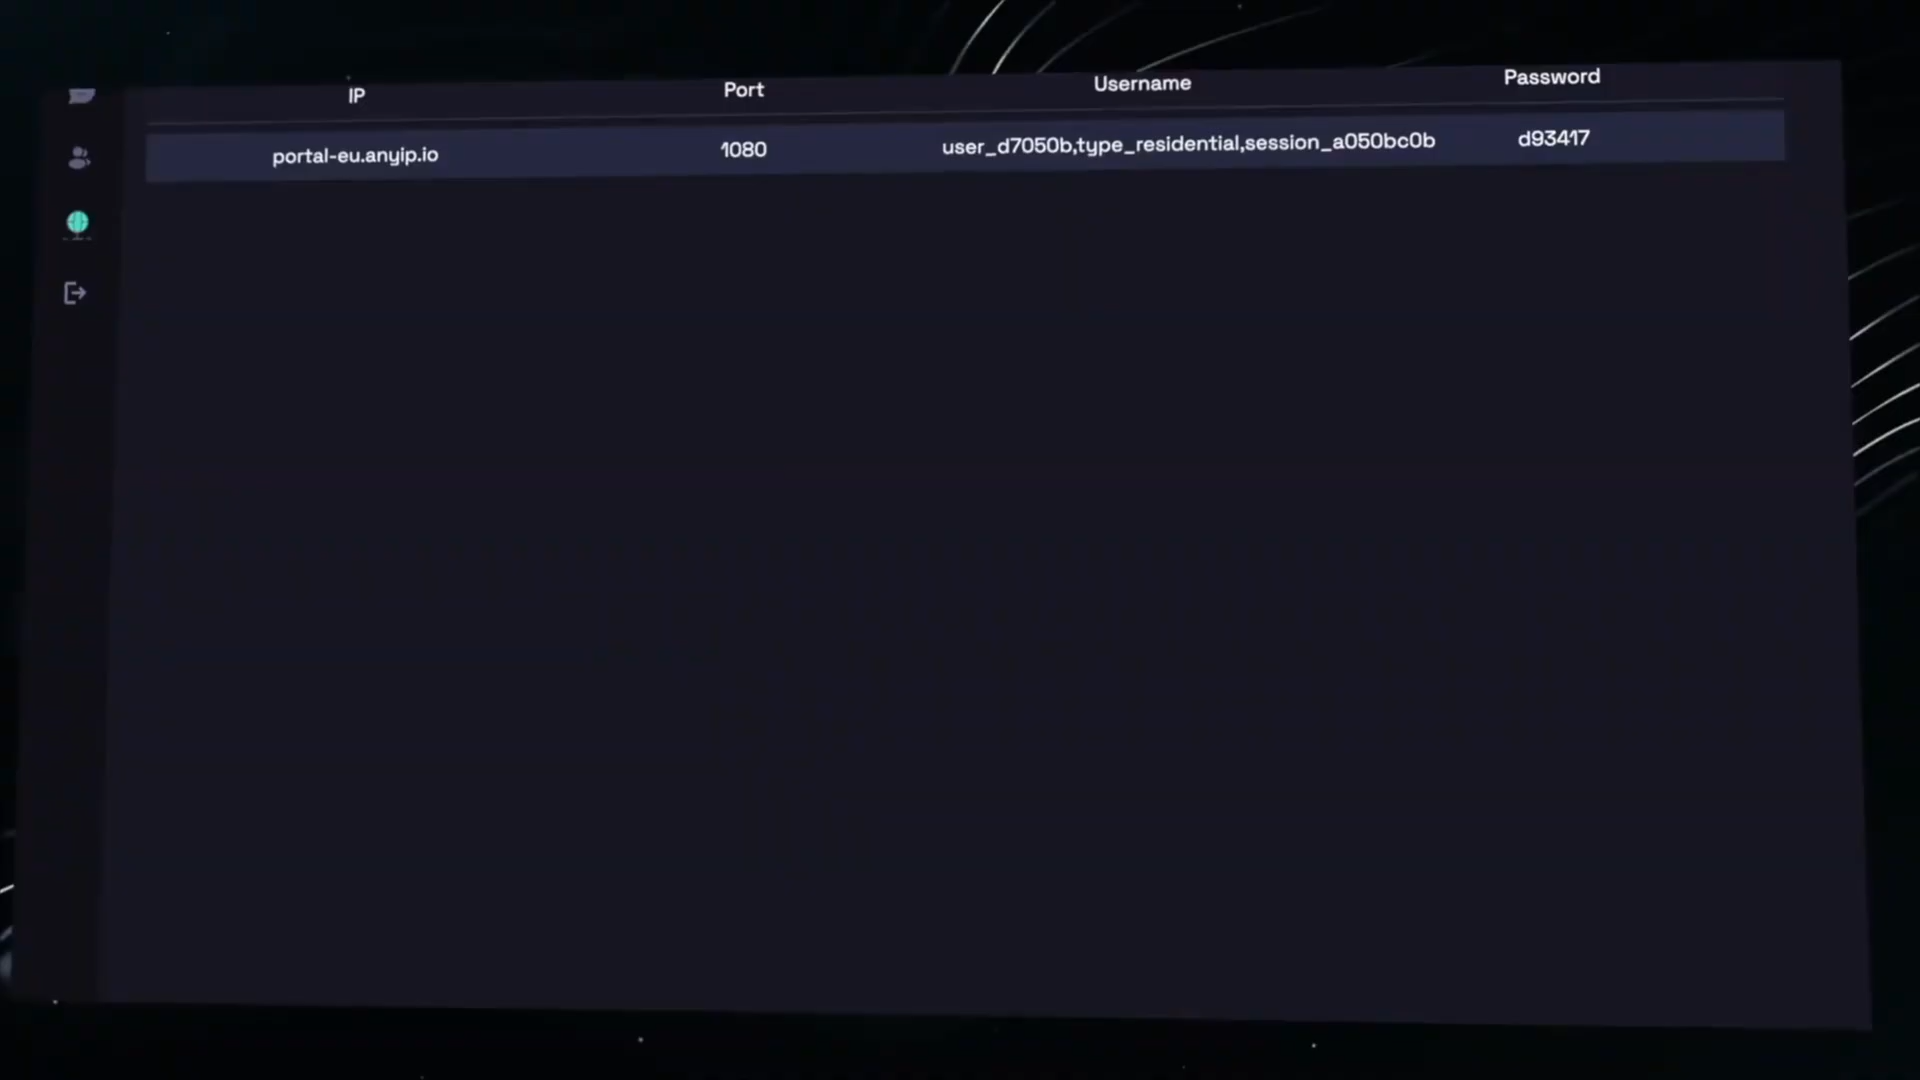 IP Port Username Password
portal-eu.anyip.io 1080 user_d7050b,type_residential,session_a050bc0b d93417